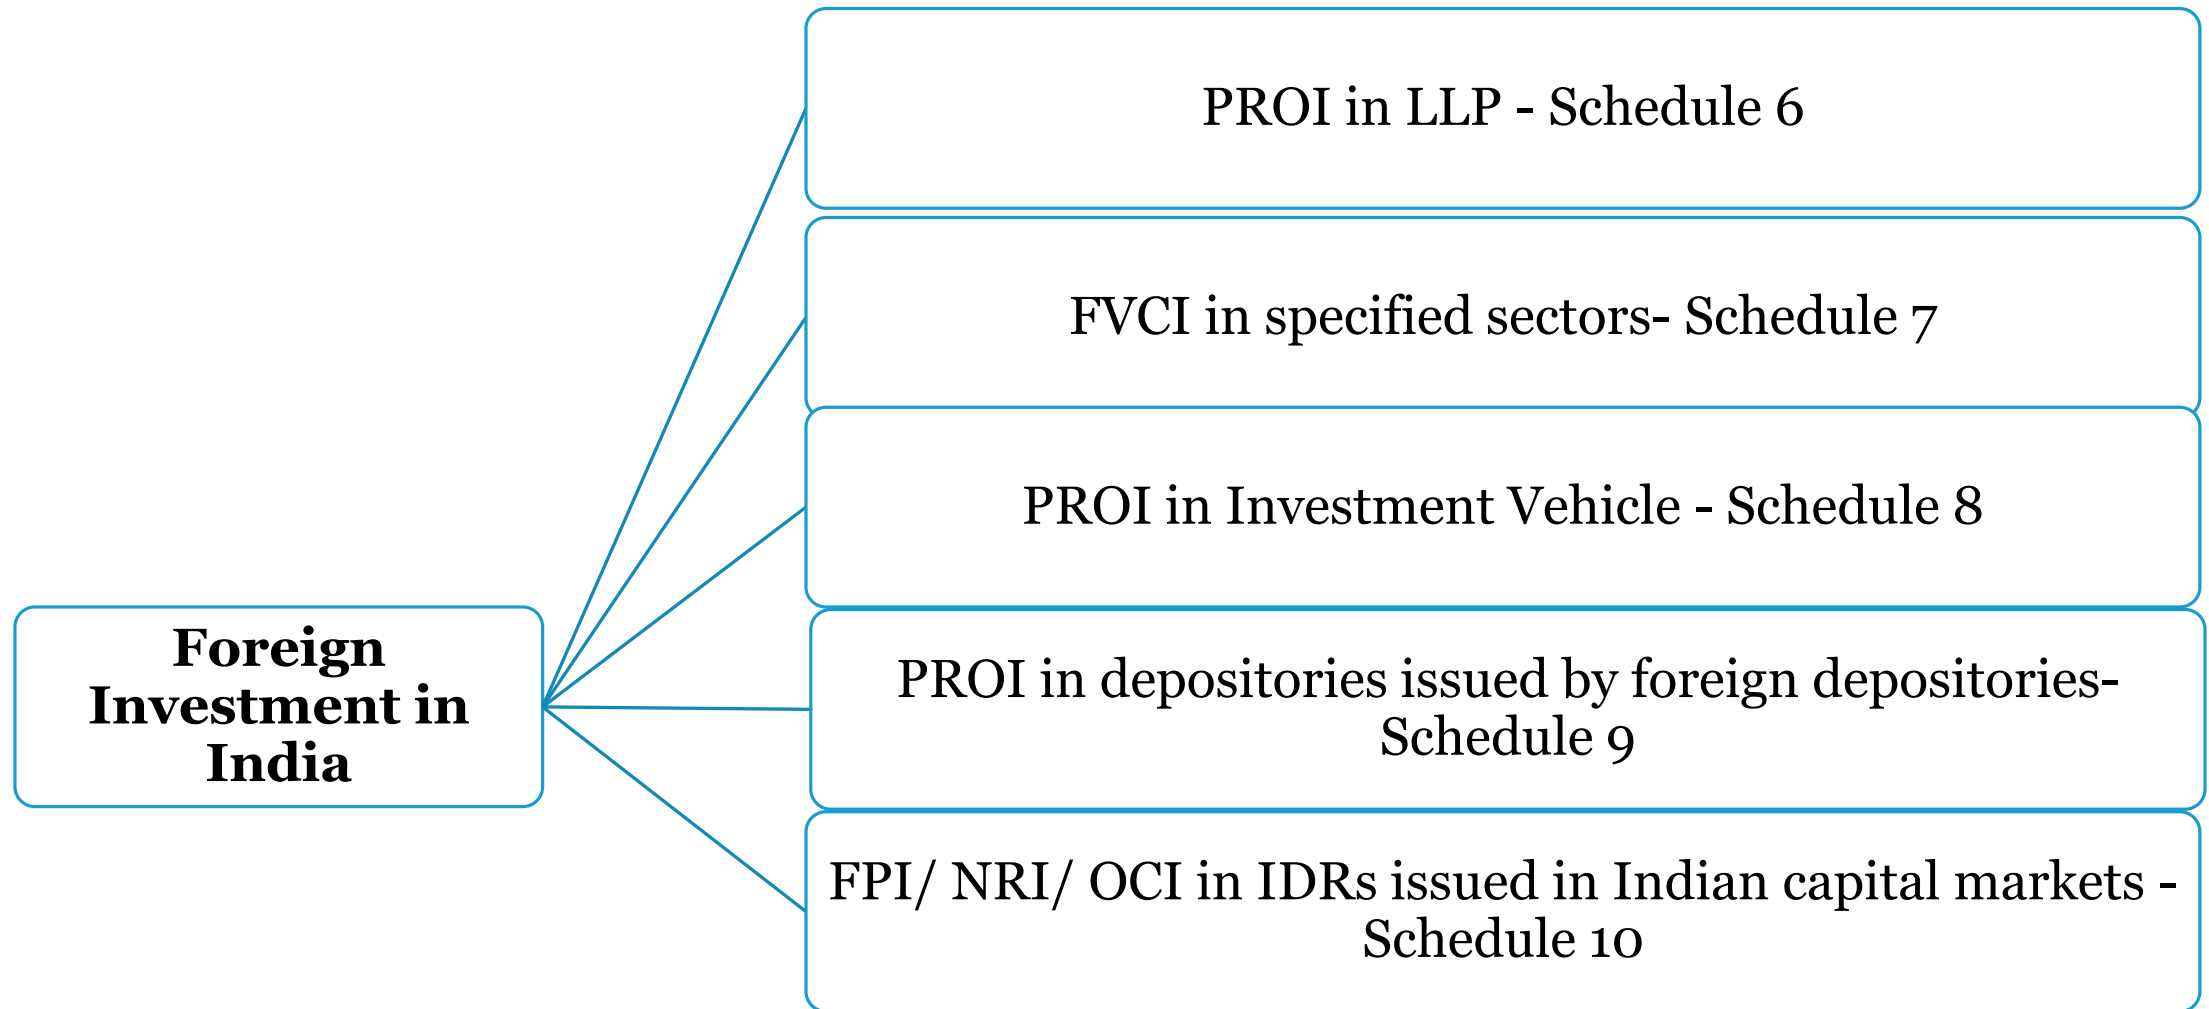 PROI in LLP - Schedule 6
FVCI in specified sectors- Schedule 7
PROI in Investment Vehicle - Schedule 8
Foreign
Investment in
India
PROI in depositories issued by foreign depositories-
Schedule 9
FPI/ NRI/ OCI in IDRs issued in Indian capital markets -
Schedule 10